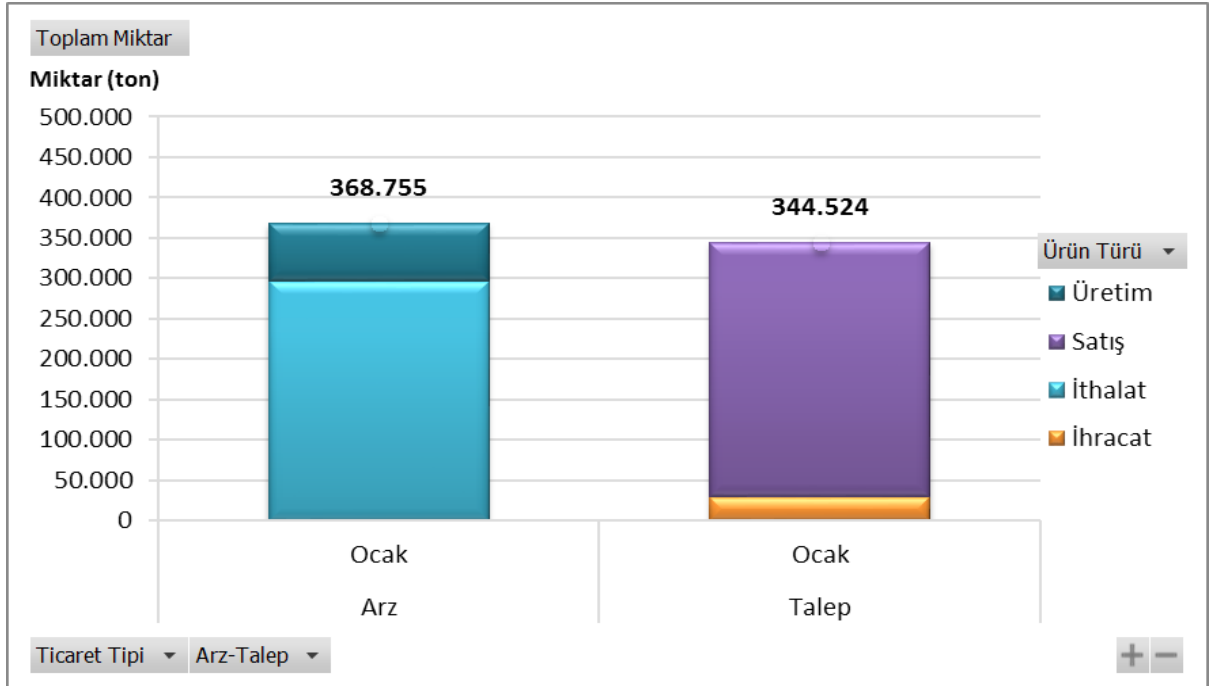 Toplam Miktar
Miktar (ton)
500.000
450.000
400.000
350.000
300.000
250.000
200.000
150.000
100.000
50.000
0
368.755
344.524
Ürün Türü
Üretim
Satış
İthalat
İhracat
Ocak
Ocak
Arz
Talep
Ticaret Tipi
Arz-Talep